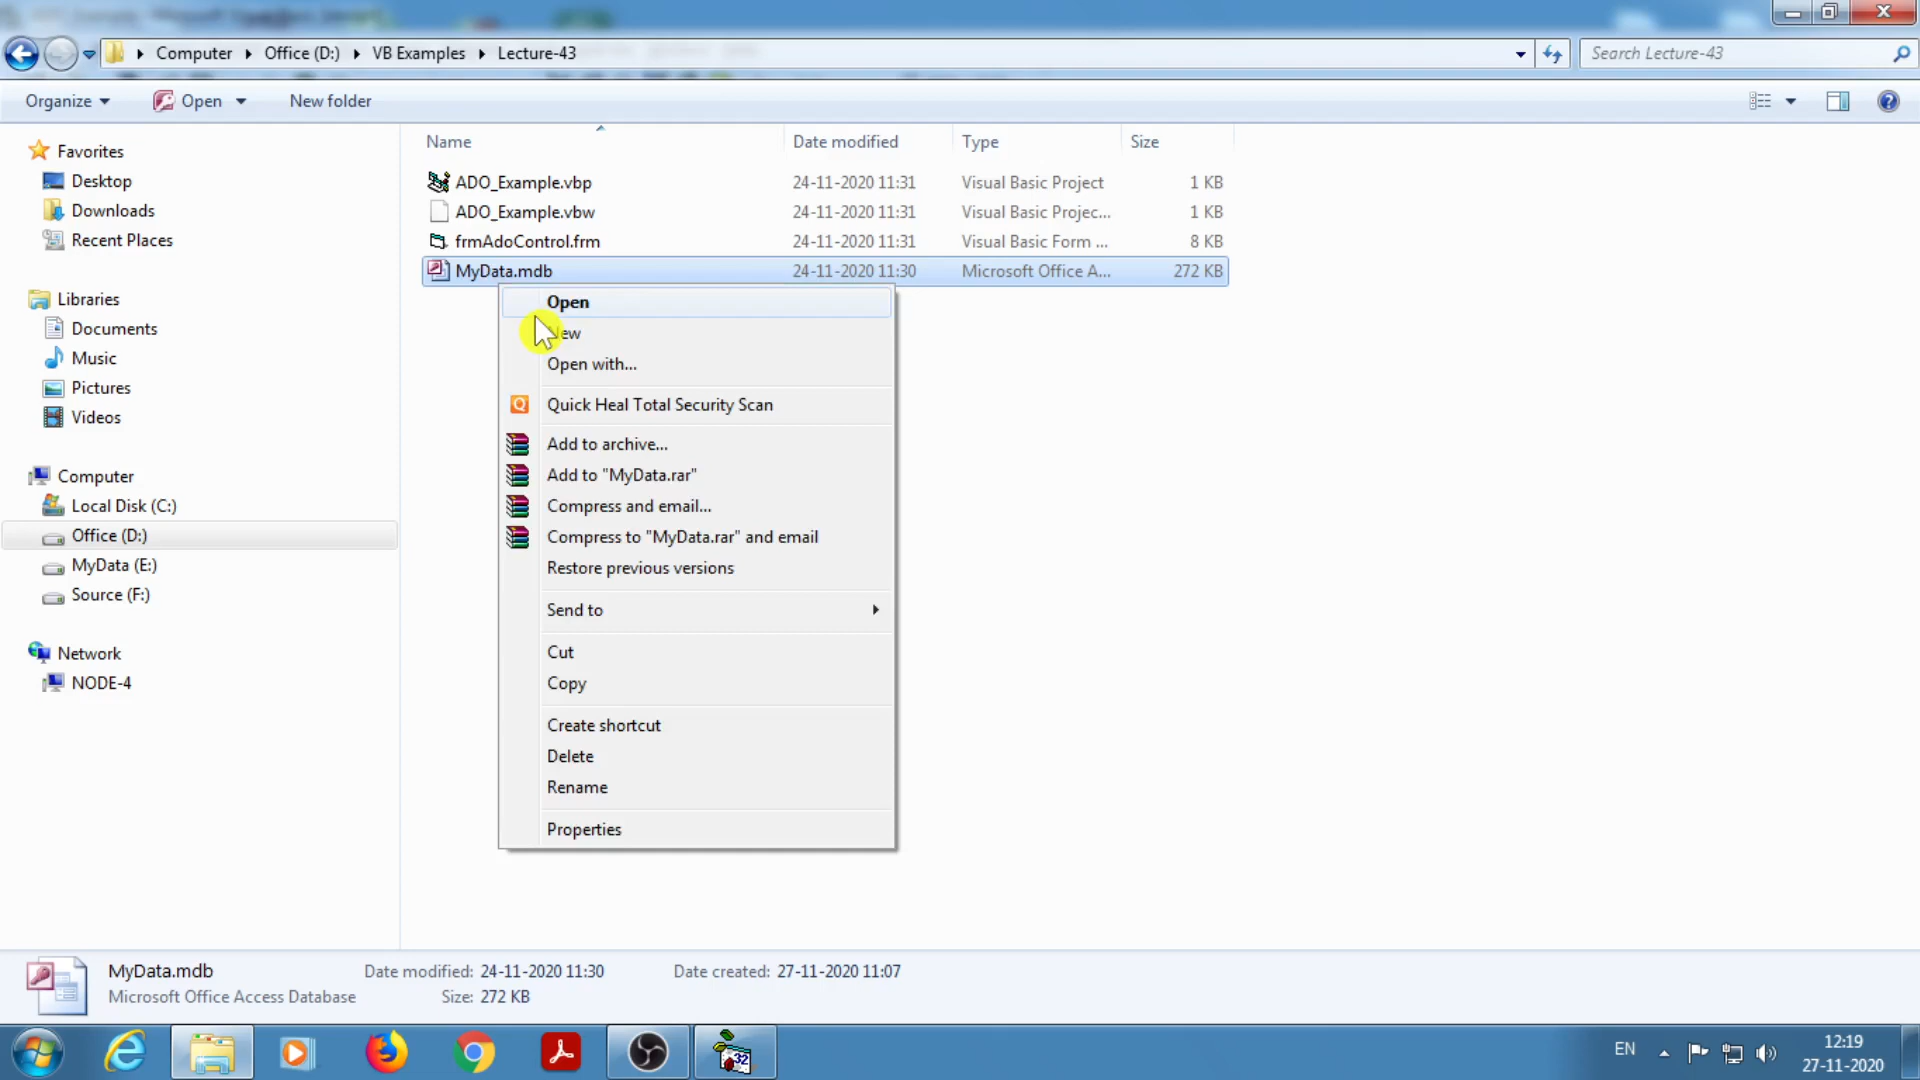 Computer Office (D:) VB Examples Lecture-43
Search Lecture-43
Organize Open New folder
Name Date modified Type Size
ADO_Example.vbp 24-11-2020 11:31 Visual Basic Project 1 KB
ADO_Example.vbw 24-11-2020 11:31 Visual Basic Projec... 1 KB
frmAdoControl.frm 24-11-2020 11:31 Visual Basic Form ... 8 KB
MyData.mdb 24-11-2020 11:30 Microsoft Office A... 272 KB
Favorites
Desktop
Downloads
Recent Places
Libraries
Documents
Music
Pictures
Videos
Computer
Local Disk (C:)
Office (D:)
MyData (E:)
Source (F:)
Network
NODE-4
Open
Open with...
Quick Heal Total Security Scan
Add to archive...
Add to "MyData.rar"
Compress and email...
Compress to "MyData.rar" and email
Restore previous versions
Send to
Cut
Copy
Create shortcut
Delete
Rename
Properties
MyData.mdb Date modified: 24-11-2020 11:30 Date created: 27-11-2020 11:07
Microsoft Office Access Database Size: 272 KB
32
EN
12:19
27-11-2020